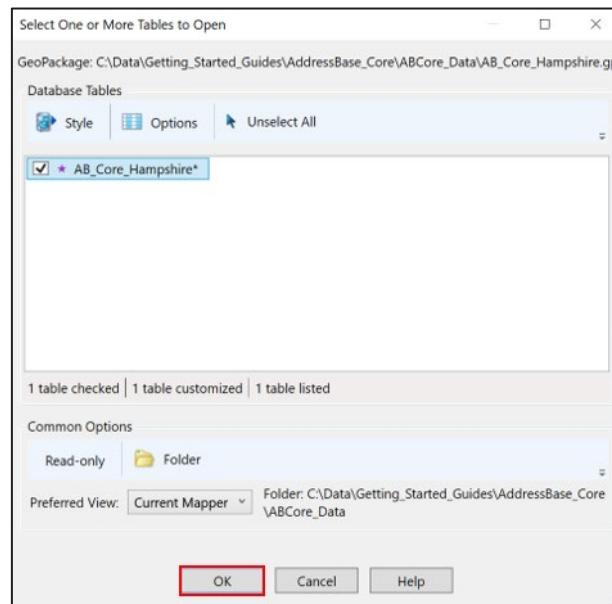 Select One or More Tables to Open
GeoPackage: C:\Data\Getting_Started_Guides\AddressBase_Core\ABCore_Data\AB_Core_Hampshire.gp
Database Tables
Style Options Unselect All
AB_Core_Hampshire*
1 table checked 1 table customized 1 table listed
Common Options
Read-only Folder
Preferred View: Current Mapper Folder: C:\Data\Getting_Started_Guides\AddressBase_Core
\ABCore_Data
OK Cancel Help